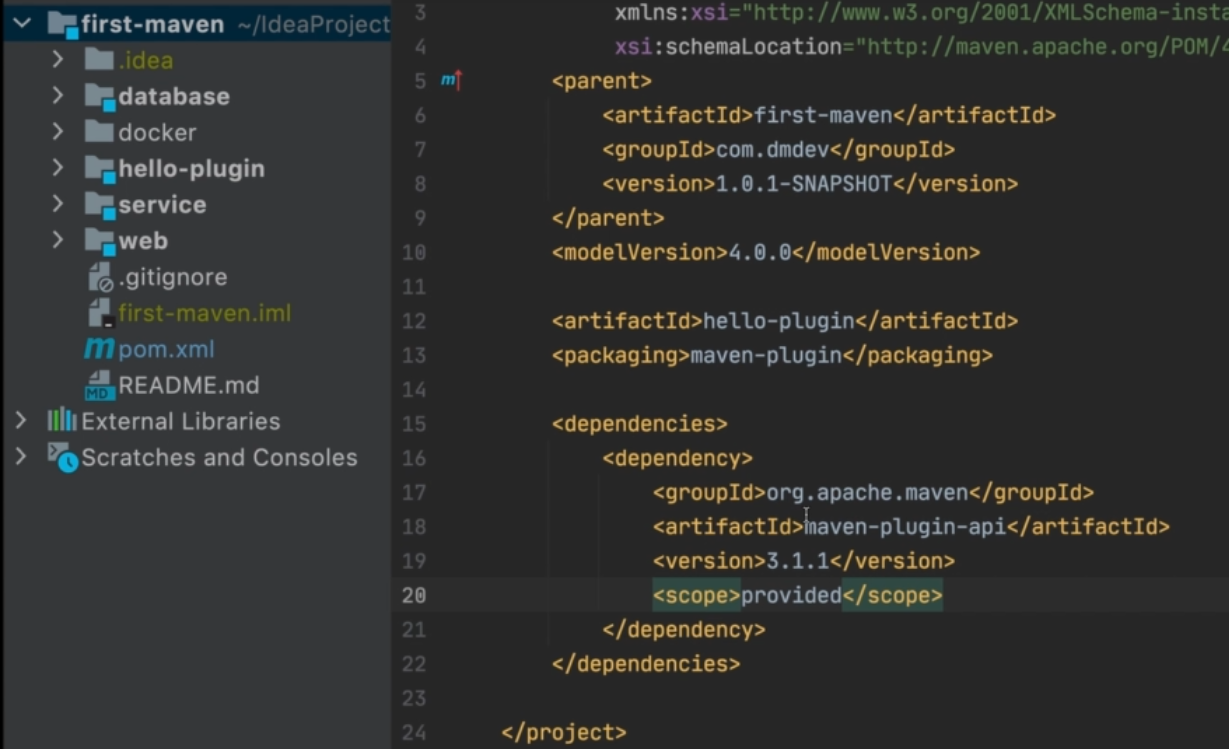 first-maven ~/IdeaProject
.idea
database
docker
hello-plugin
service
web
.gitignore
first-maven.iml
pom.xml
README.md
External Libraries
Scratches and Consoles
3 xmlns:xsi="http://www.w3.org/2001/XMLSchema-insta
4 xsi:schemaLocation="http://maven.apache.org/POM/4
5 m <parent>
6 <artifactId>first-maven</artifactId>
7 <groupId>com.dmdev</groupId>
8 <version>1.0.1-SNAPSHOT</version>
9 </parent>
10 <modelVersion>4.0.0</modelVersion>
11
12 <artifactId>hello-plugin</artifactId>
13 <packaging>maven-plugin</packaging>
14
15 <dependencies>
16 <dependency>
17 <groupId>org.apache.maven</groupId>
18 <artifactId>maven-plugin-api</artifactId>
19 <version>3.1.1</version>
20 <scope>provided</scope>
21 </dependency>
22 </dependencies>
23
24 </project>